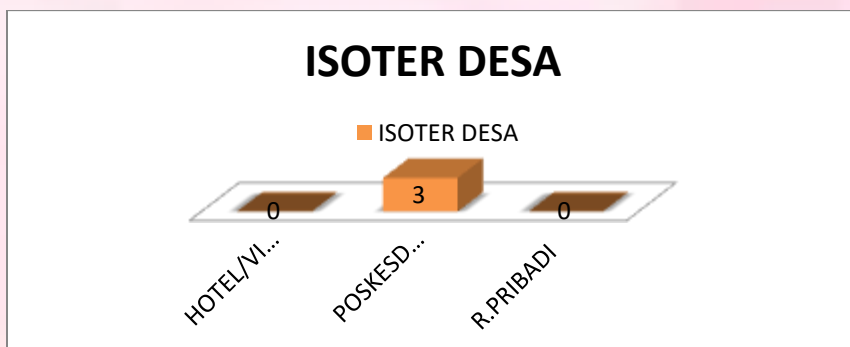 ISOTER DESA
ISOTER DESA
0
3
0
HOTEL/VI...
POSKESD...
R.PRIBADI